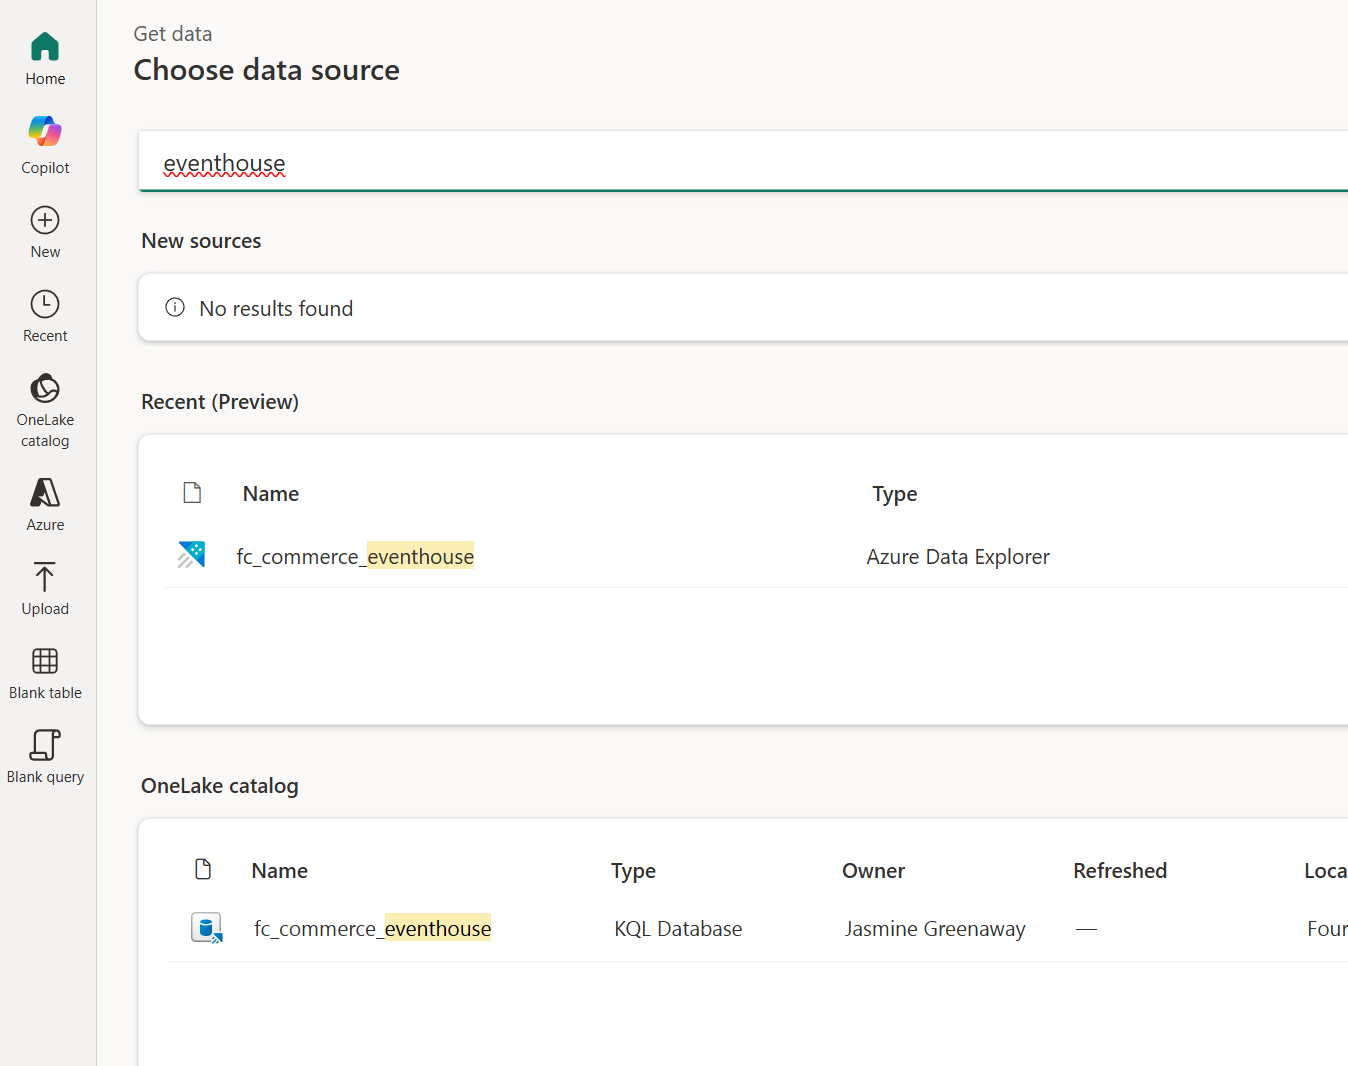 Get data
Choose data source
Home
Copilot
New
Recent
OneLake
catalog
Azure
Upload
Blank table
Blank query
eventhouse
New sources
No results found
Recent (Preview)
Name Type
fc_commerce_eventhouse Azure Data Explorer
OneLake catalog
Name Type Owner Refreshed Loca
fc_commerce_eventhouse KQL Database Jasmine Greenaway — Four